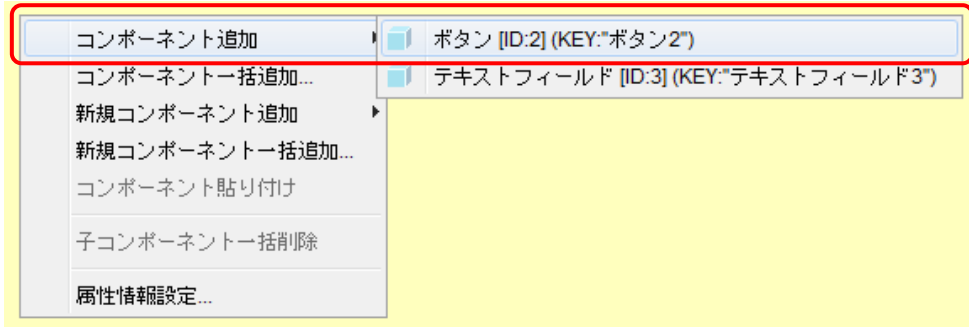 コンポーネント追加
ボタン [ID:2] (KEY:"ボタン2")
コンポーネント一括追加...
テキストフィールド [ID:3] (KEY:"テキストフィールド3")
新規コンポーネント追加
新規コンポーネント一括追加...
コンポーネント貼り付け
子コンポーネント一括削除
属性情報設定...